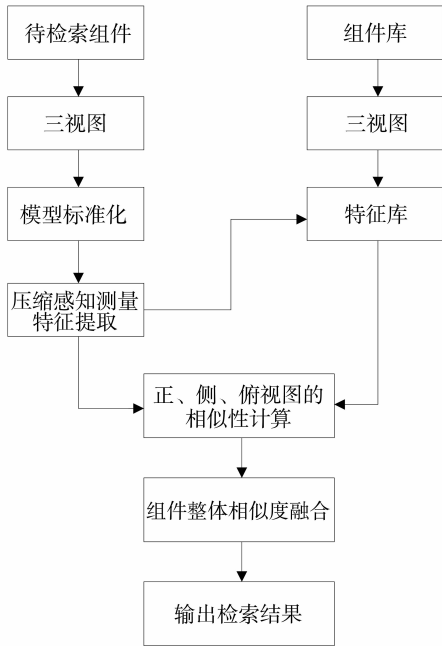 待检索组件
组件库
三视图
三视图
模型标准化
特征库
压缩感知测量
特征提取
正、侧、俯视图的
相似性计算
组件整体相似度融合
输出检索结果